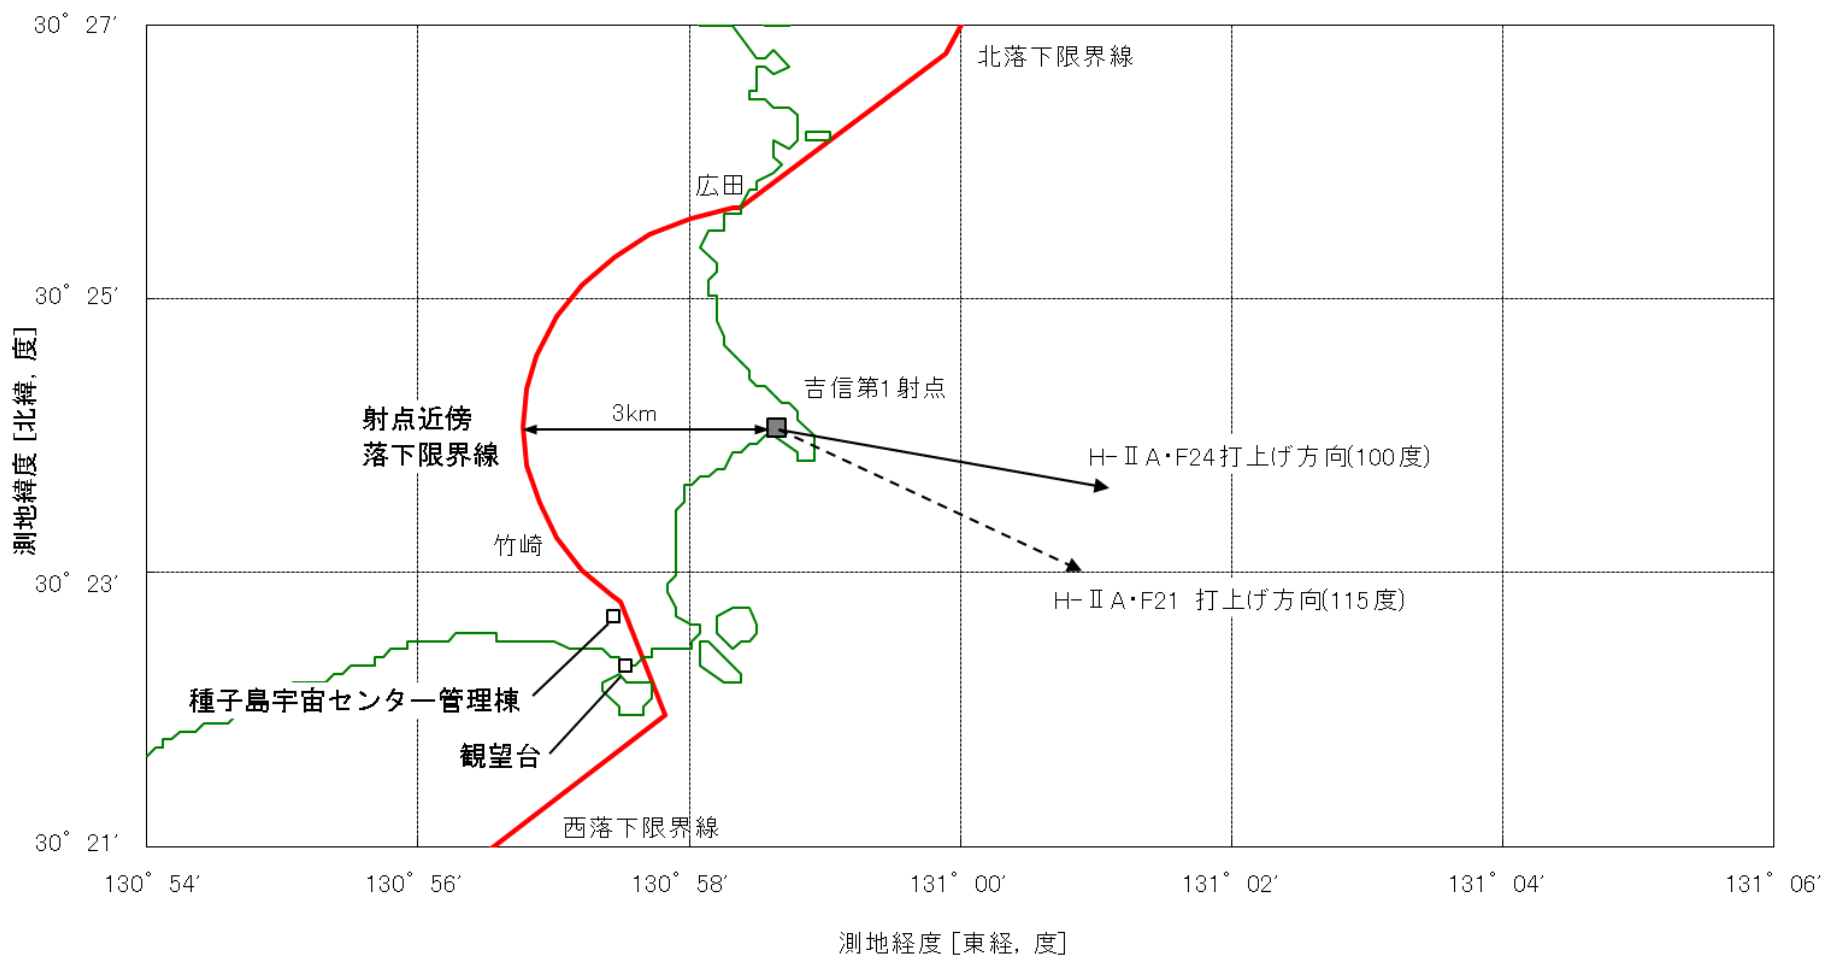 30° 27'
北落下限界線
広田
30° 25'
測地緯度 [北緯, 度]
吉信第1射点
3km
射点近傍
落下限界線
H-ⅡA・F24打上げ方向(100度)
竹崎
30° 23'
H-ⅡA・F21 打上げ方向(115度)
種子島宇宙センター管理棟
観望台
西落下限界線
30° 21'
130° 54'
130° 56'
130° 58'
131° 00'
131° 02'
131° 04'
131° 06'
測地経度 [東経, 度]